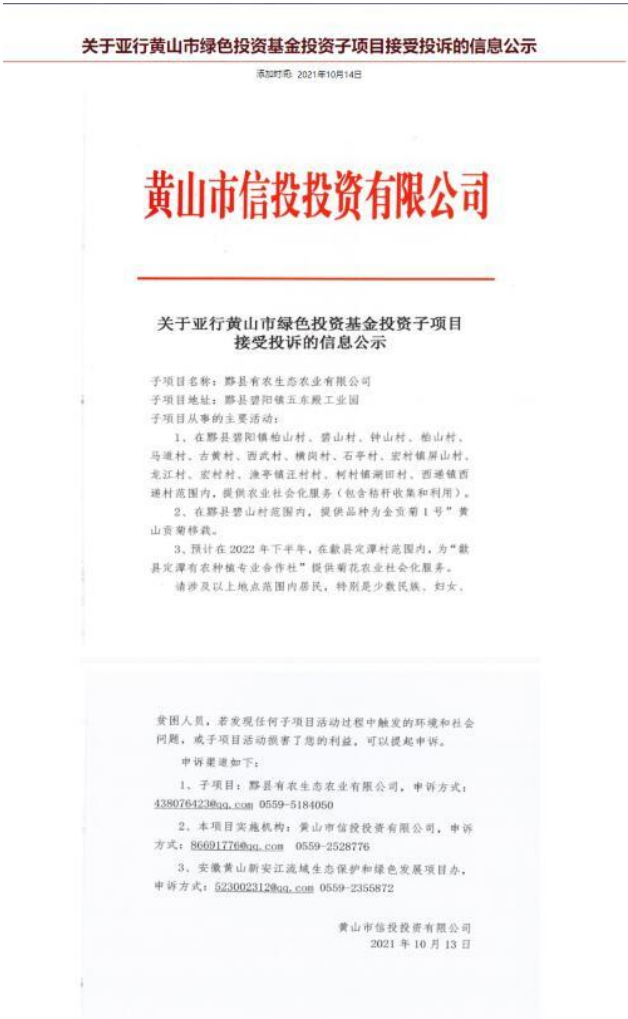 关于亚行黄山市绿色投资基金投资子项目接受投诉的信息公示
添加时间: 2021年10月14日
黄山市信投投资有限公司
关于亚行黄山市绿色投资基金投资子项目
接受投诉的信息公示
子项目名称：黟县有农生态农业有限公司
子项目地址：黟县碧阳镇五东殿工业园
子项目从事的主要活动：
1、在黟县碧阳镇柏山村、碧山村、钟山村、柏山村、
马道村、古黄村、西武村、横岗村、石亭村、宏村镇屏山村、
龙江村、宏村村、渔亭镇汪村村、柯村镇湖田村、西递镇西
递村范围内，提供农业社会化服务（包含秸秆收集和利用）。
2、在黟县碧山村范围内，提供品种为金贡菊1号”黄
山贡菊移栽。
3、预计在 2022 年下半年，在歙县定潭村范围内，为“歙
县定潭有农种植专业合作社”提供菊花农业社会化服务。
请涉及以上地点范围内居民，特别是少数民族、妇女、
贫困人员，若发现任何子项目活动过程中触发的环境和社会
问题，或子项目活动损害了您的利益，可以提起申诉。
申诉渠道如下：
1、子项目：黟县有农生态农业有限公司，申诉方式：
438076423@qq.com 0559-5184050
2、本项目实施机构：黄山市信投投资有限公司，申诉
方式：86691776@qq.com 0559-2528776
3、安徽黄山新安江流域生态保护和绿色发展项目办，
申诉方式：523002312@qq.com 0559-2355872
黄山市信投投资有限公司
2021 年 10 月 13 日